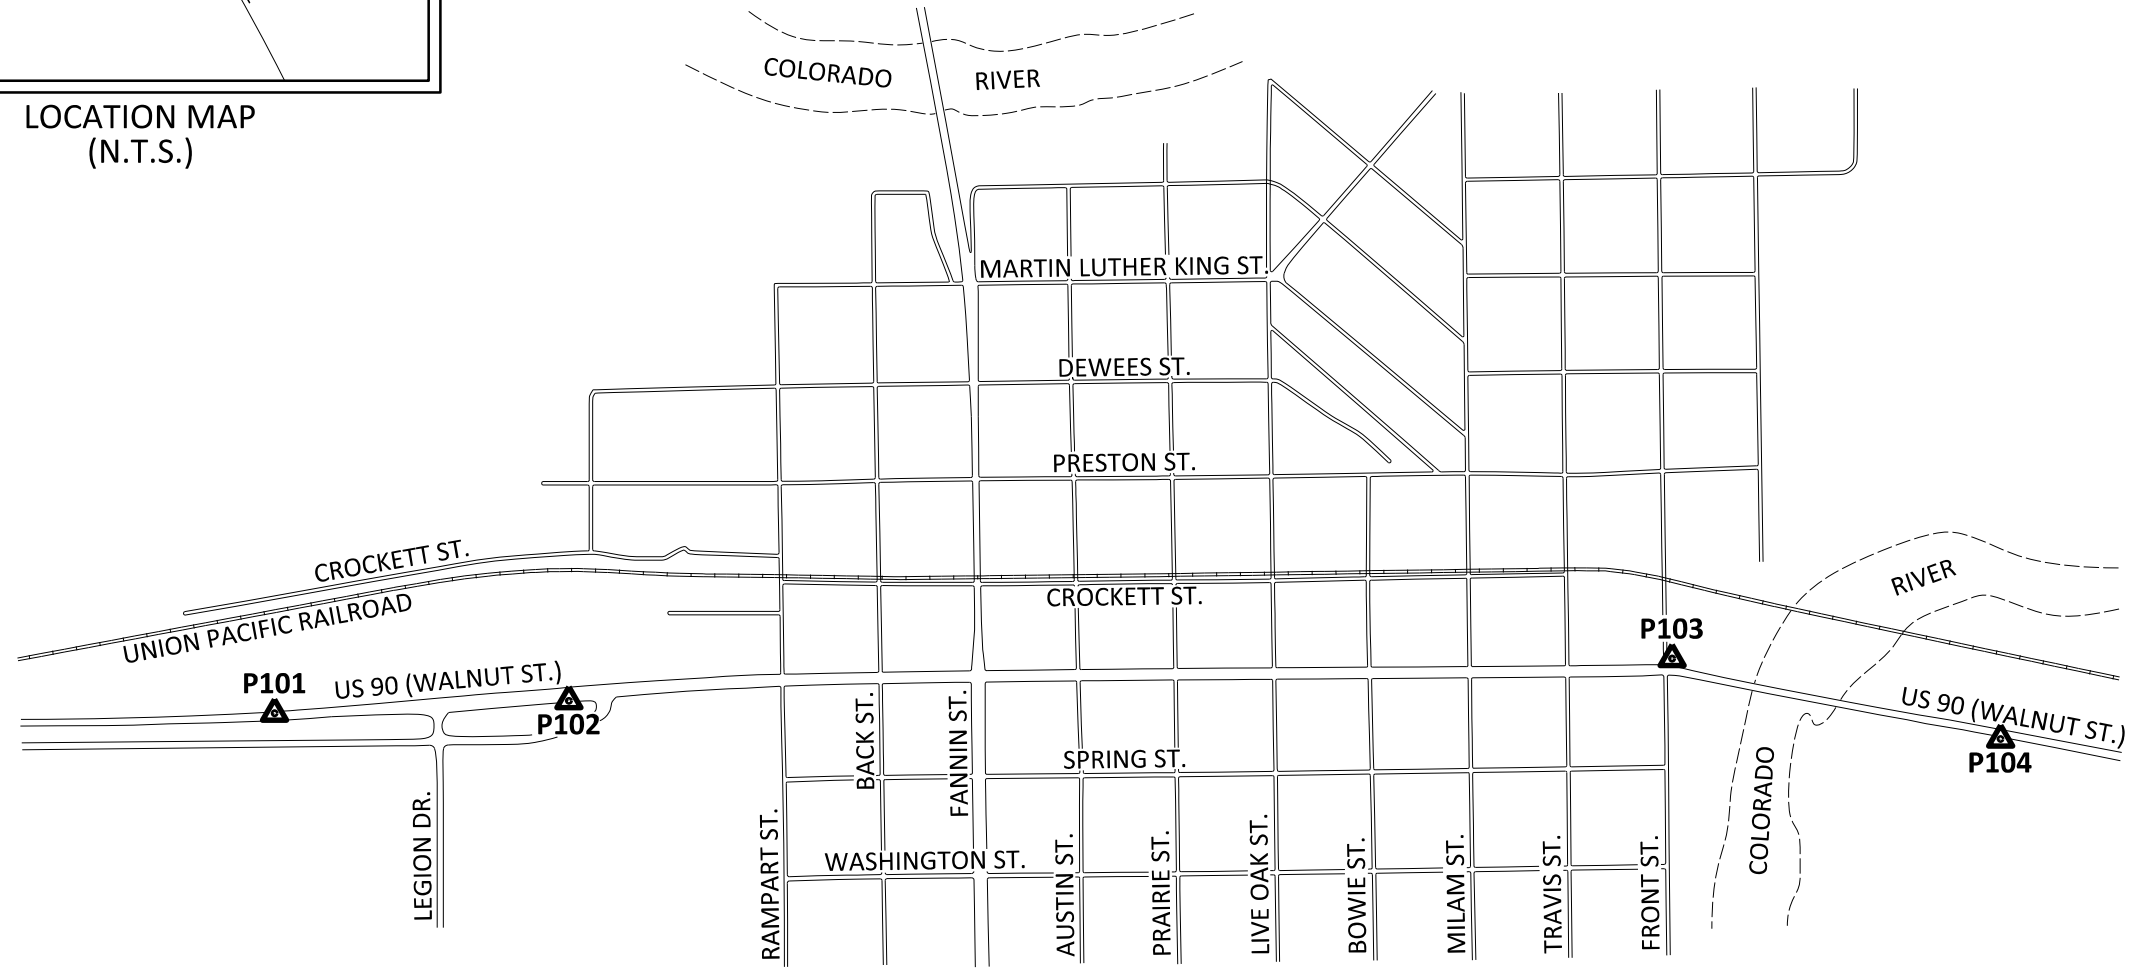 COLORADO
RIVER
LOCATION MAP
(N.T.S.)
MARTIN LUTHER KING ST.
DEWEES ST.
PRESTON ST.
CROCKETT ST.
UNION PACIFIC RAILROAD
CROCKETT ST.
RIVER
P103
P101
US 90 (WALNUT ST.)
P102
US 90 (WALNUT ST.)
P104
COLORADO
BACK ST.
FANNIN ST.
SPRING ST.
WASHINGTON ST.
LEGION DR.
RAMPART ST.
AUSTIN ST.
PRAIRIE ST.
LIVE OAK ST.
BOWIE ST.
MILAM ST.
TRAVIS ST.
FRONT ST.